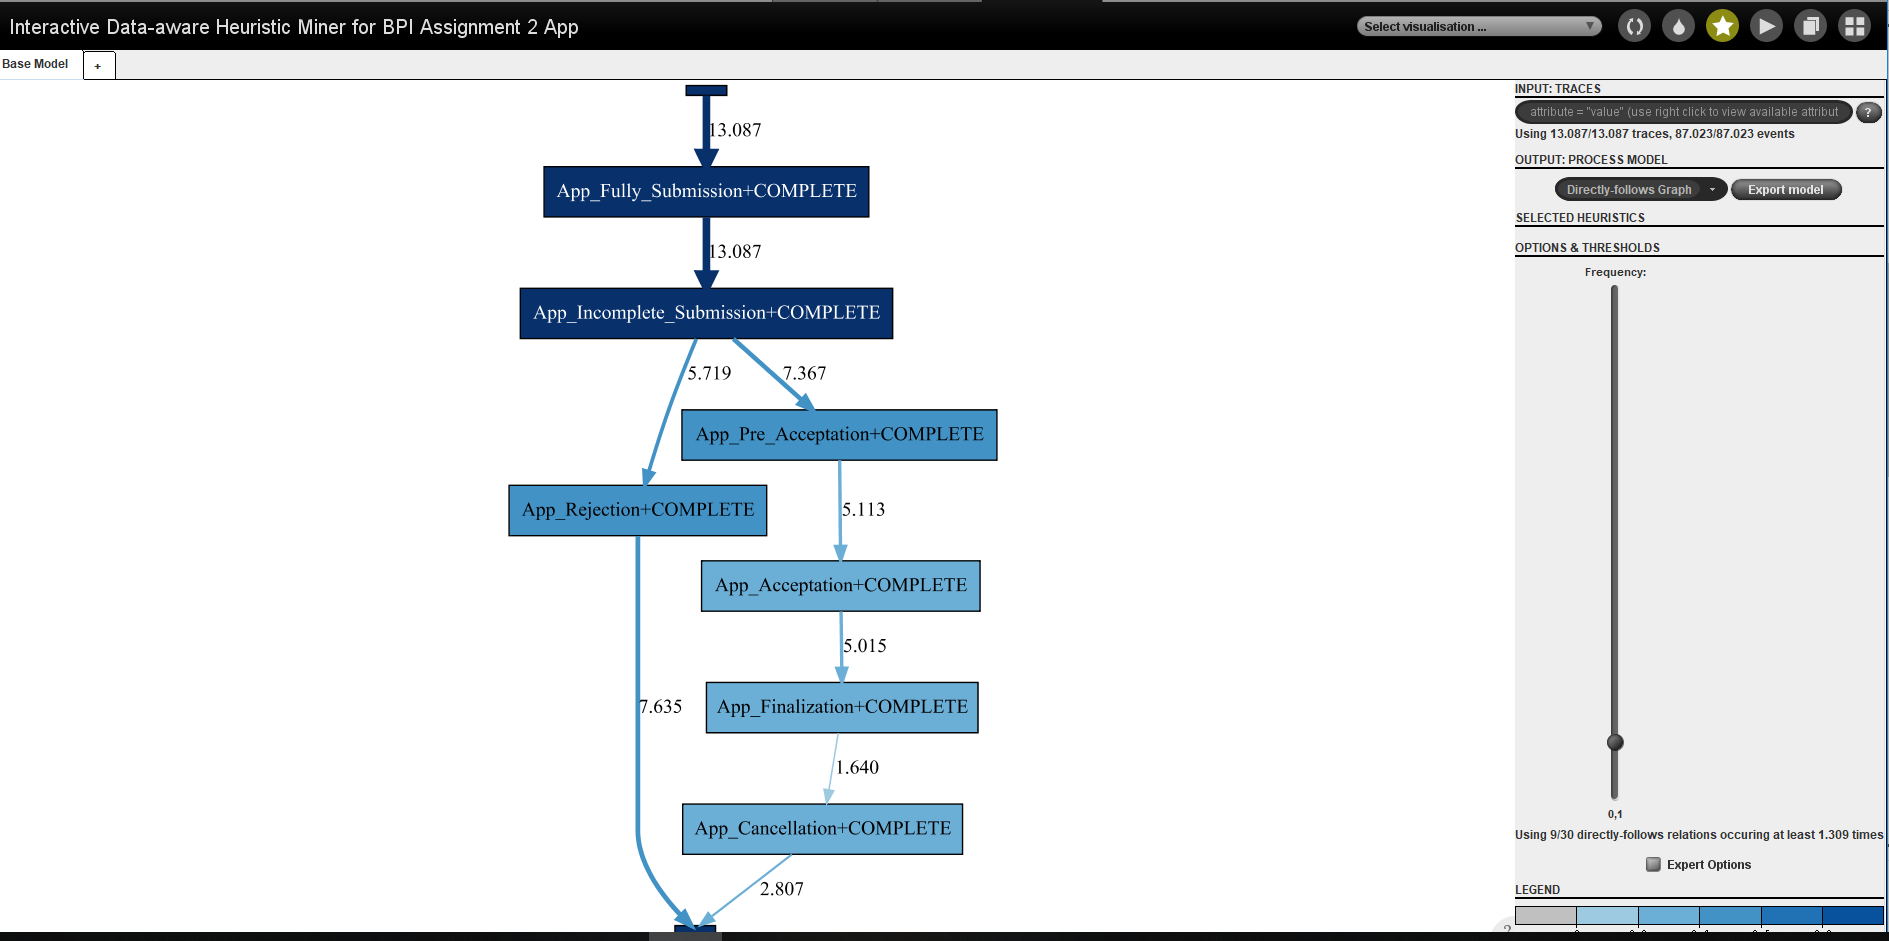 Interactive Data-aware Heuristic Miner for BPI Assignment 2 App
Select visualisation ...
Base Model
+
13.087
App_Fully_Submission+COMPLETE
13.087
App_Incomplete_Submission+COMPLETE
5.719
7.367
App_Pre_Acceptation+COMPLETE
App_Rejection+COMPLETE
5.113
App_Acceptation+COMPLETE
5.015
App_Finalization+COMPLETE
7.635
1.640
App_Cancellation+COMPLETE
2.807
INPUT: TRACES
attribute = "value" (use right click to view available attribut
?
Using 13.087/13.087 traces, 87.023/87.023 events
OUTPUT: PROCESS MODEL
Directly-follows Graph
Export model
SELECTED HEURISTICS
OPTIONS & THRESHOLDS
Frequency:
0,1
Using 9/30 directly-follows relations occuring at least 1.309 times
Expert Options
LEGEND